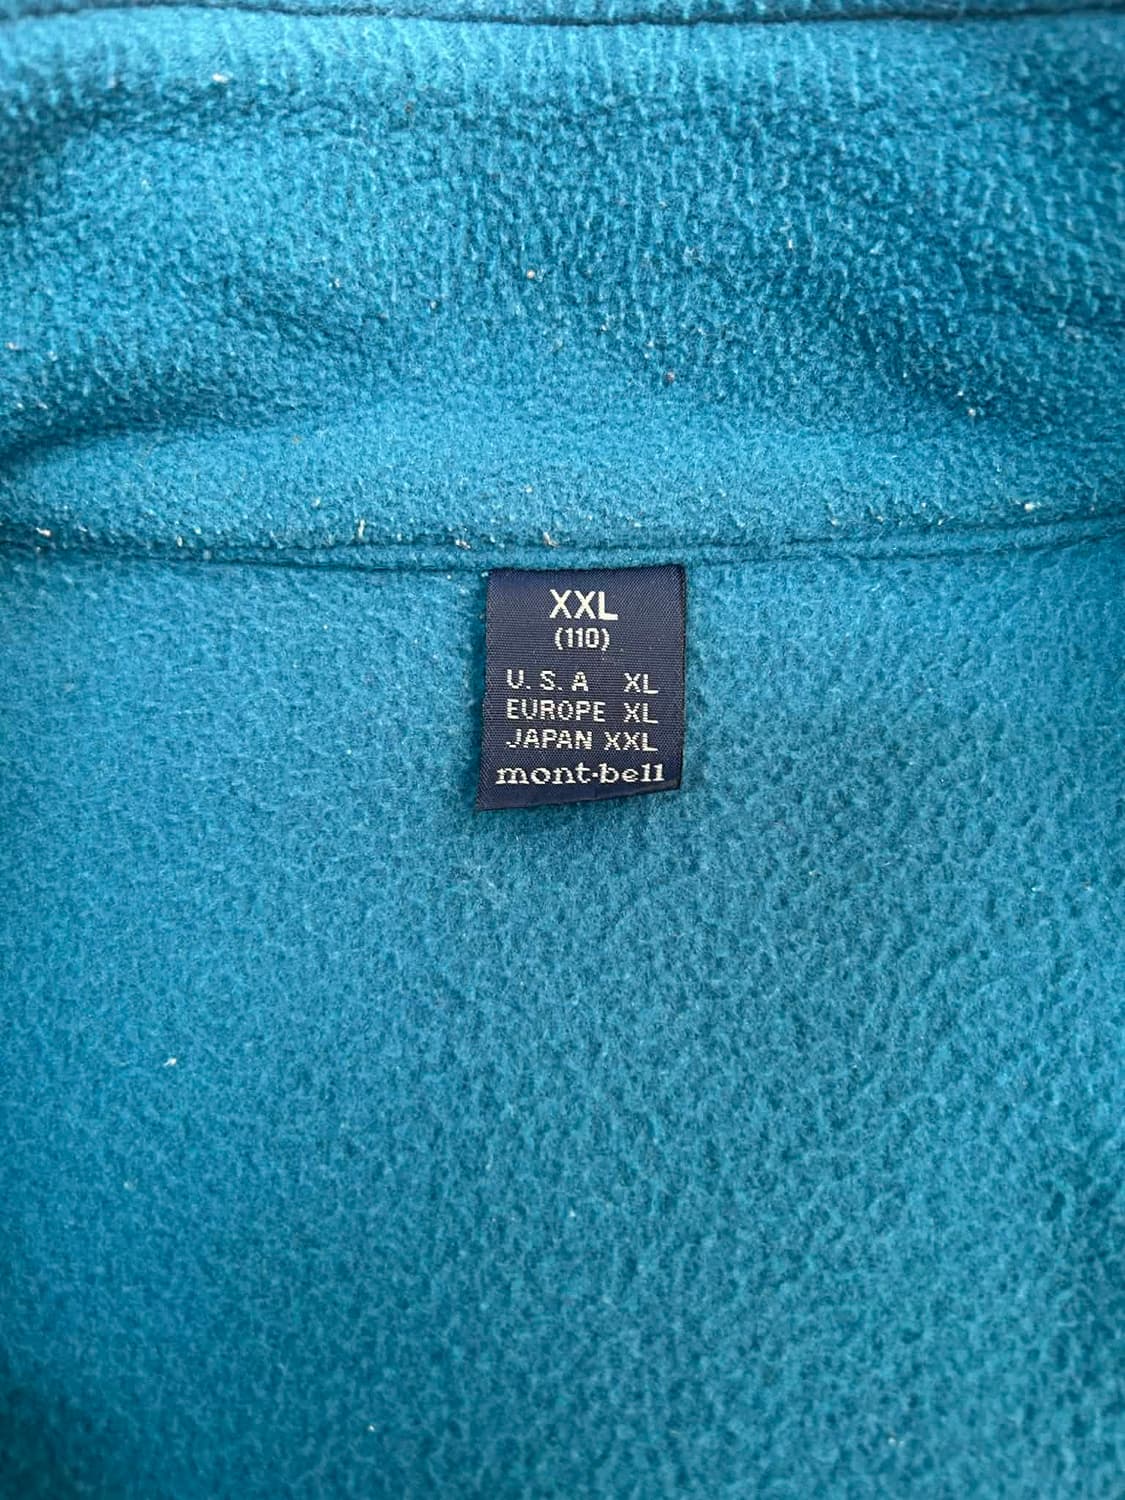 XXL
(110)
U.S.A XL
EUROPE XL
JAPAN XXL
mont-bell